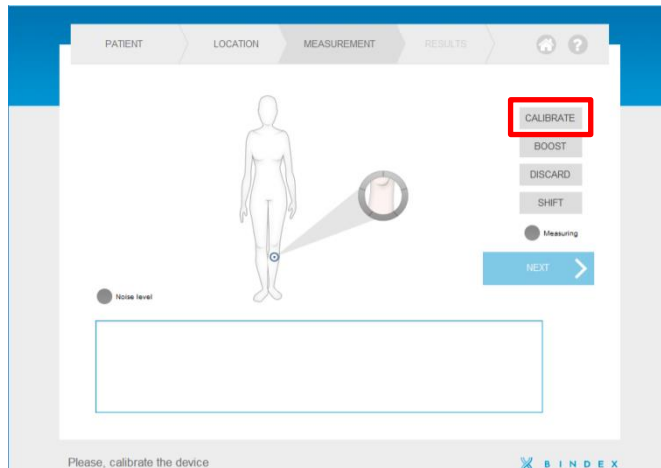 PATIENT
LOCATION
MEASUREMENT
RESULTS
?
CALIBRATE
BOOST
DISCARD
SHIFT
Measuring
NEXT
Noise level
Please, calibrate the device
BINDEX